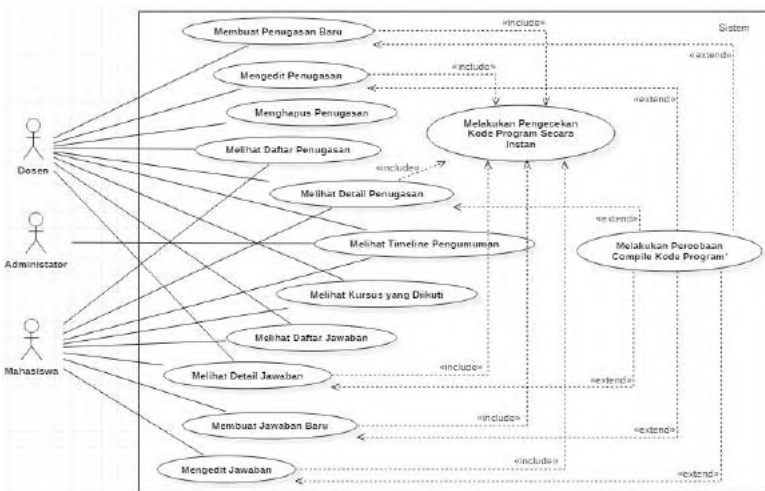 Sistem
Membuat Penugasan Baru
«include»
«extend»
Mengedit Penugasan
«include»
«extend»
Menghapus Penugasan
Melakukan Pengecekan
Kode Program Secara
Instan
Dosen
Melihat Daftar Penugasan
«include»
Melihat Detail Penugasan
«extend»
Administator
Melihat Timeline Pengumuman
Melakukan Percobaan
Compile Kode Program'
Melihat Kursus yang Diikuti
Mahasiswa
Melihat Daftar Jawaban
Melihat Detail Jawaban
«include»
«extend»
Membuat Jawaban Baru
«include»
«extend»
Mengedit Jawaban
«include»
«extend»